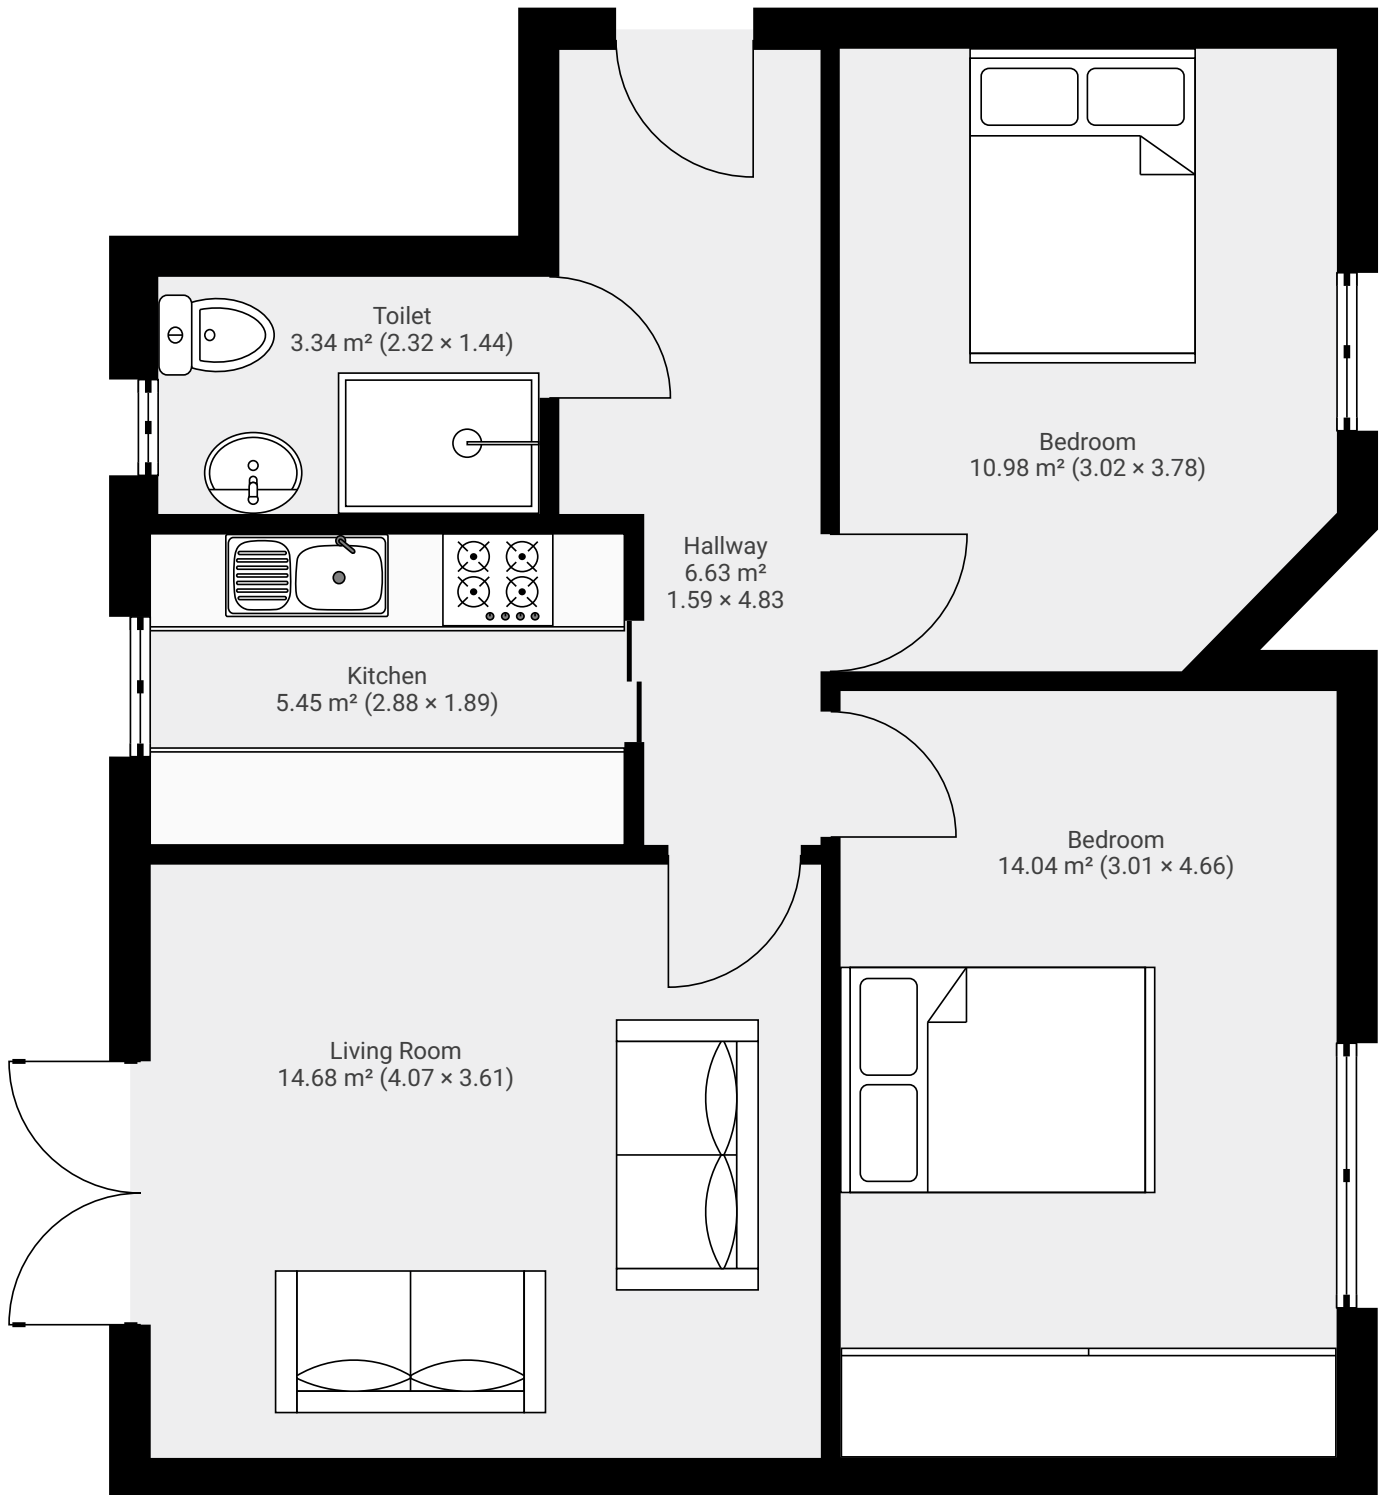 Toilet
3.34 m² (2.32 × 1.44)
Bedroom
10.98 m² (3.02 × 3.78)
Hallway
6.63 m²
1.59 × 4.83
Kitchen
5.45 m² (2.88 × 1.89)
Bedroom
14.04 m² (3.01 × 4.66)
Living Room
14.68 m² (4.07 × 3.61)